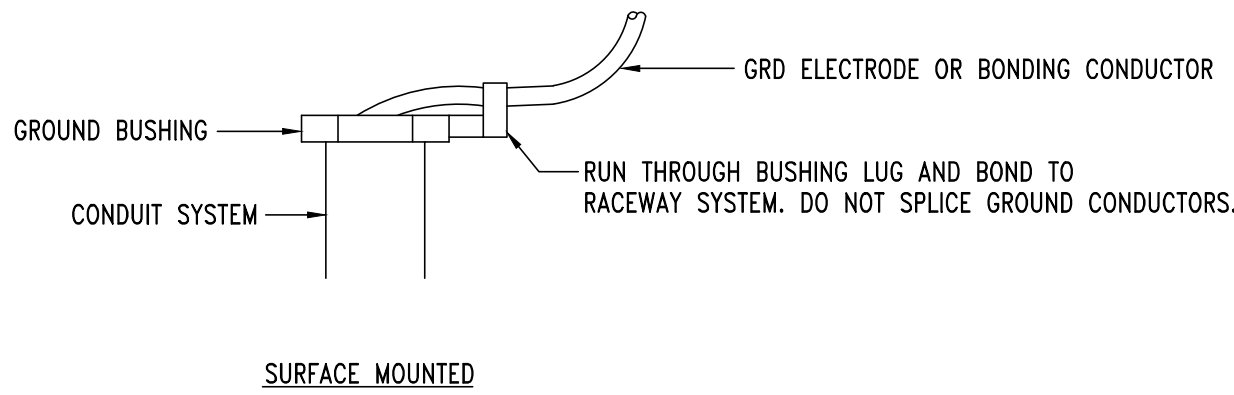 GRD ELECTRODE OR BONDING CONDUCTOR
GROUND BUSHING
RUN THROUGH BUSHING LUG AND BOND TO
RACEWAY SYSTEM. DO NOT SPLICE GROUND CONDUCTORS.
CONDUIT SYSTEM
SURFACE MOUNTED